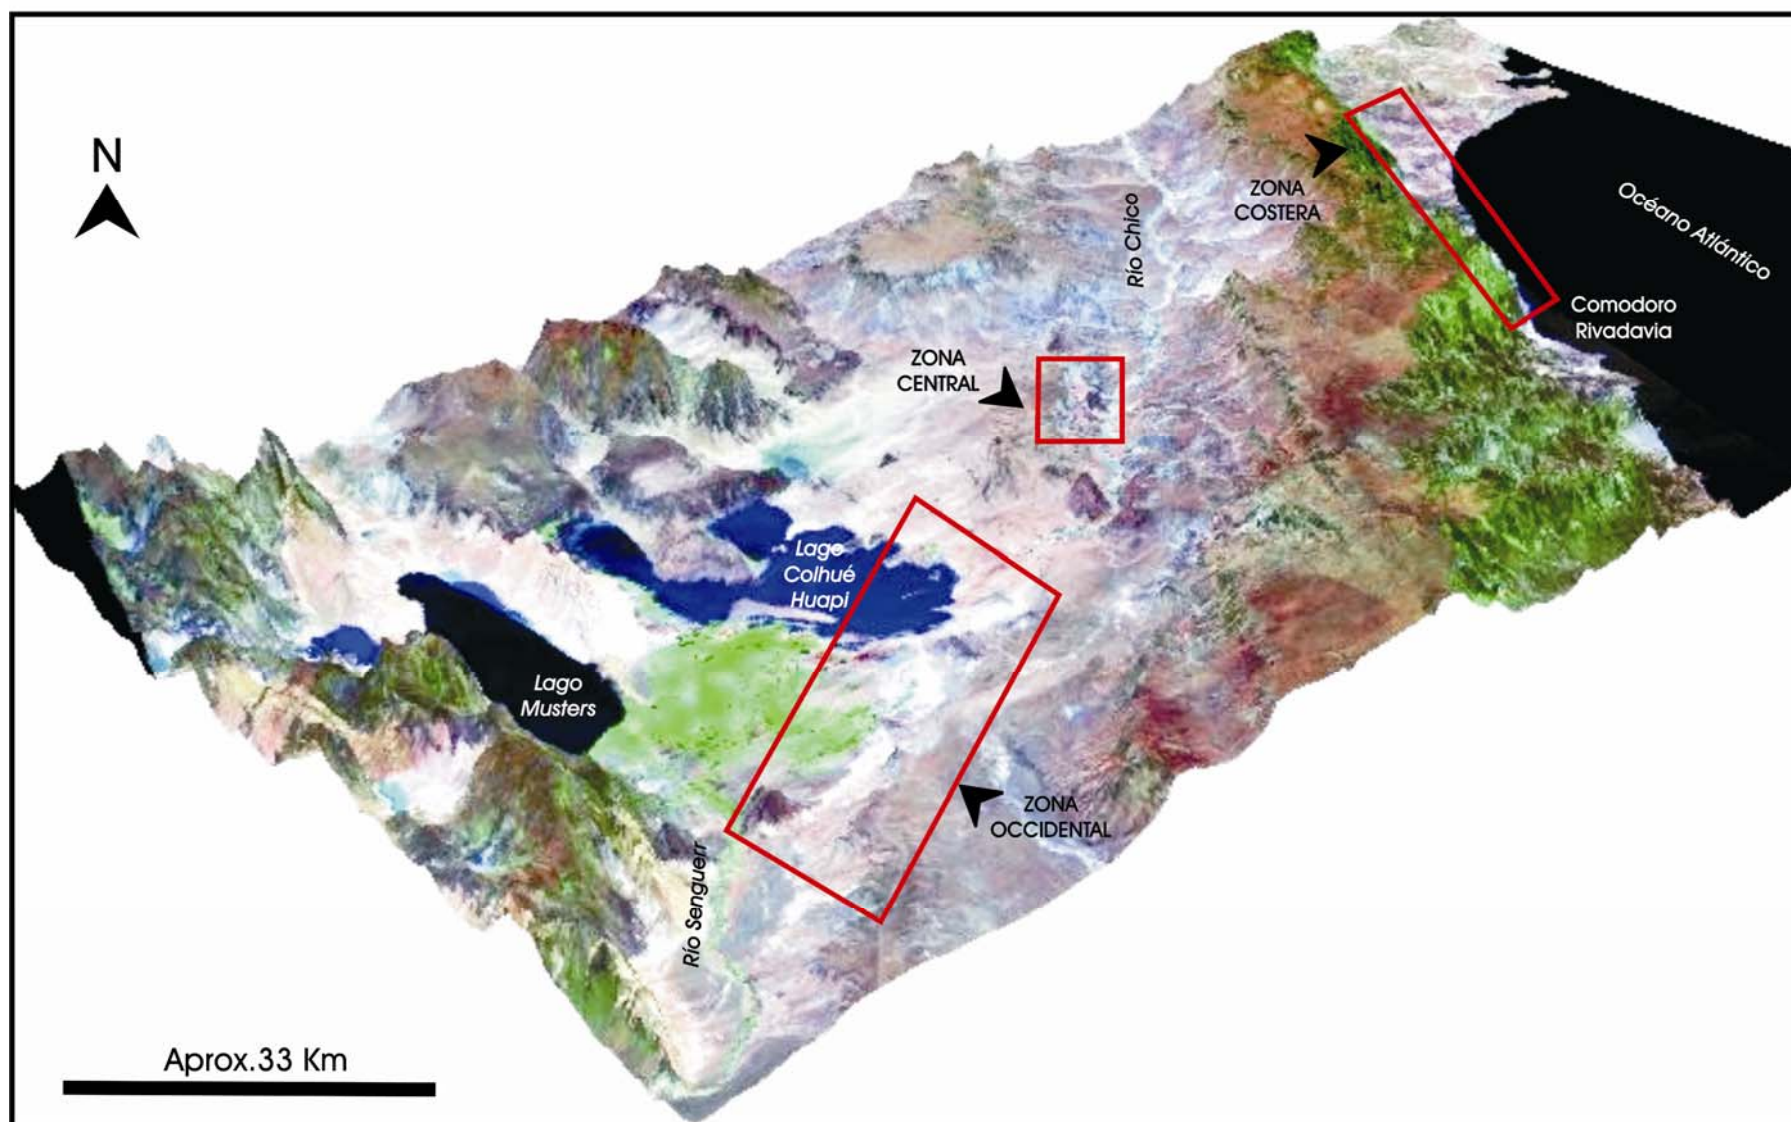 N
ZONA
COSTERA
Océano Atlántico
Río Chico
Comodoro
Rivadavia
ZONA
CENTRAL
Lago
Colhué
Huapi
Lago
Musters
ZONA
OCCIDENTAL
Río Senguerr
Aprox.33 Km